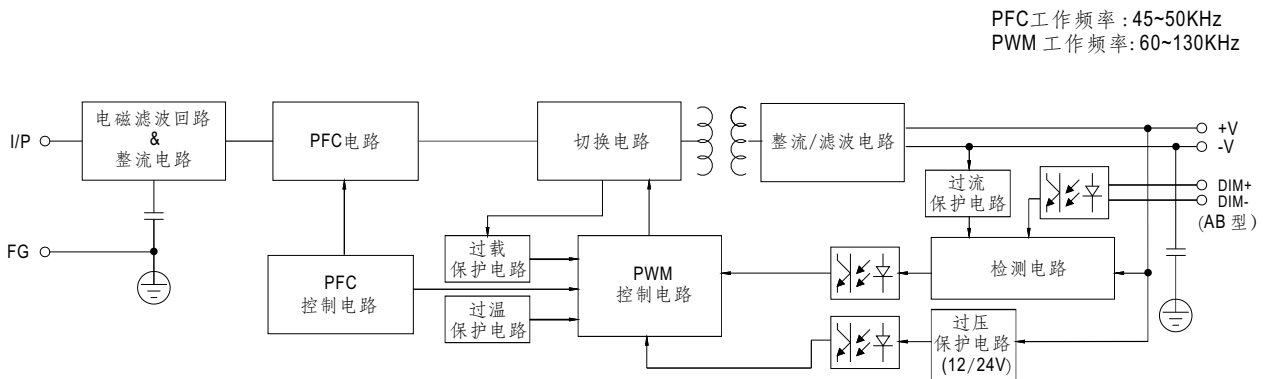 PFC工作频率：45~50KHz
PWM 工作频率: 60~130KHz
I/P
电磁滤波回路
&
整流电路
PFC电路
切换电路
整流/滤波电路
+V
-V
过流
保护电路
DIM+
DIM-
(AB 型）
FG
PFC
控制电路
过载
保护电路
过温
保护电路
PWM
控制电路
检测电路
过压
保护电路
(12/24V)